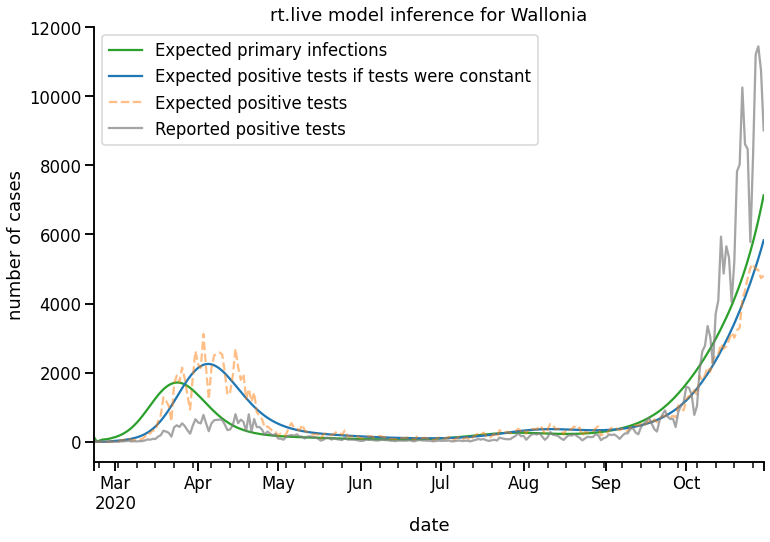 rt.live model inference for Wallonia
Expected primary infections
Expected positive tests if tests were constant
Expected positive tests
Reported positive tests
12000
10000
8000
6000
4000
2000
0
number of cases
Mar Apr May Jun Jul Aug Sep Oct
2020
date